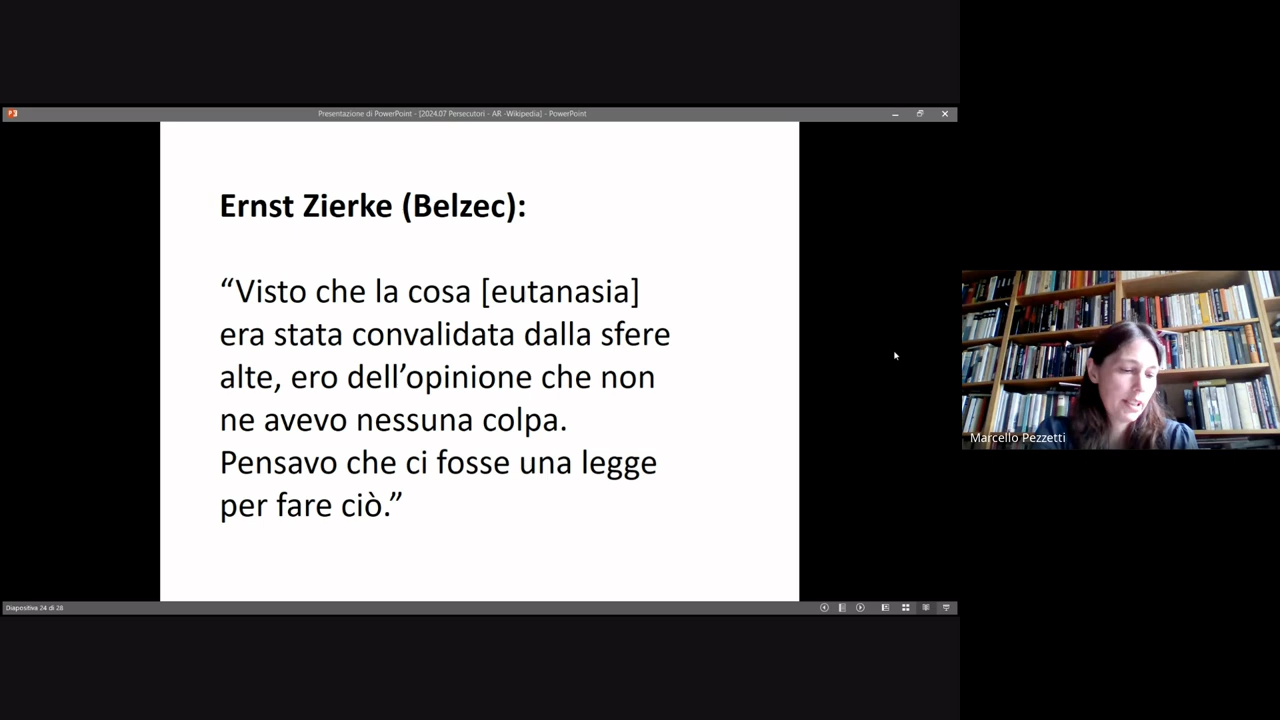 Presentazione di PowerPoint - [2024.07 Persecutori - AR -Wikipedia] - PowerPoint
Ernst Zierke (Belzec):
“Visto che la cosa [eutanasia]
era stata convalidata dalla sfere
alte, ero dell’opinione che non
ne avevo nessuna colpa.
Pensavo che ci fosse una legge
per fare ciò.”
Marcello Pezzetti
Diapositiva 24 di 28